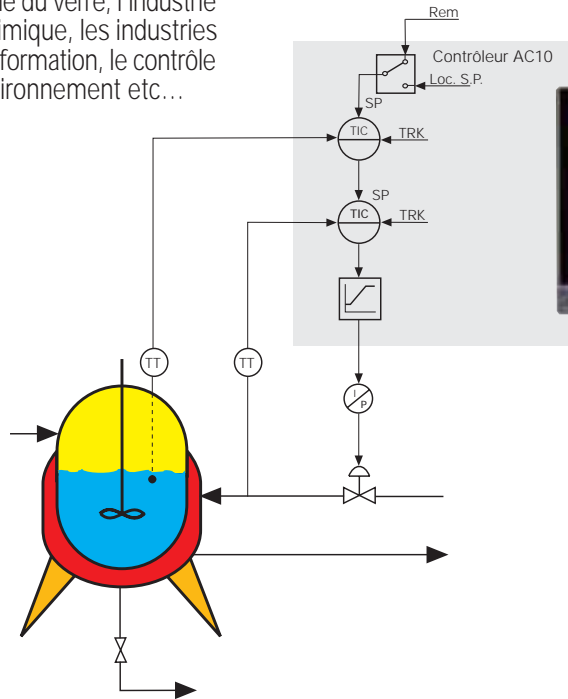 du verre, l'industrie
imique, les industries
formation, le contrôle
ironnement etc...
Rem
Contrôleur AC10
Loc. S.P.
SP
TIC
TRK
SP
TIC
TRK
TT
TT
I
P